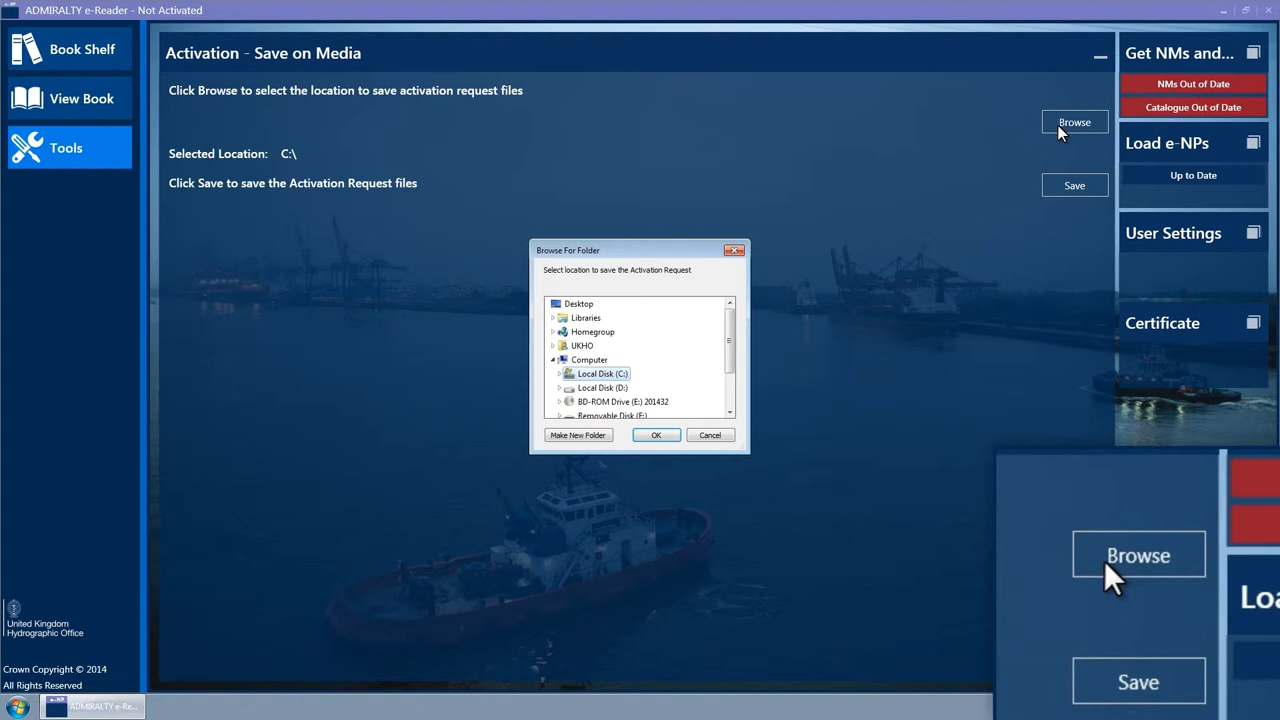 ADMIRALTY e-Reader - Not Activated
Book Shelf
View Book
Tools
Activation - Save on Media
Click Browse to select the location to save activation request files
Browse
Selected Location: C:\
Click Save to save the Activation Request files
Save
Browse For Folder
Select location to save the Activation Request
Desktop
Libraries
Homegroup
UKHO
Computer
Local Disk (C:)
Local Disk (D:)
BD-ROM Drive (E:) 201432
Removable Disk (F:)
Make New Folder
OK
Cancel
Get NMs and...
NMs Out of Date
Catalogue Out of Date
Load e-NPs
Up to Date
User Settings
Certificate
Browse
Save
Loa
United Kingdom
Hydrographic Office
Crown Copyright © 2014
All Rights Reserved
e-NP
ADMIRALTY e-Re...